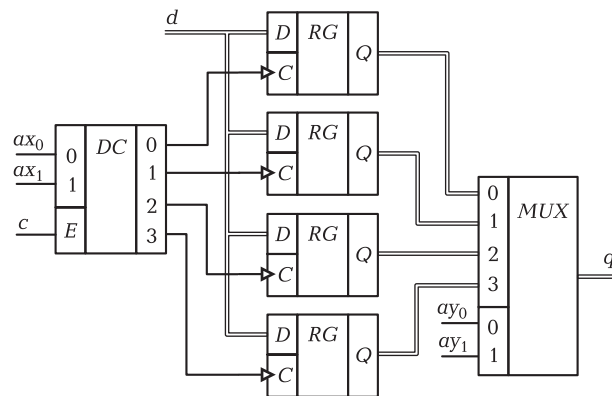 d
D RG Q
C
D RG Q
C
D RG Q
C
D RG Q
C
ax0
ax1
c
0 DC 0
1 1
2
E 3
0 MUX
1
2
3
ay0 0
ay1 1
q